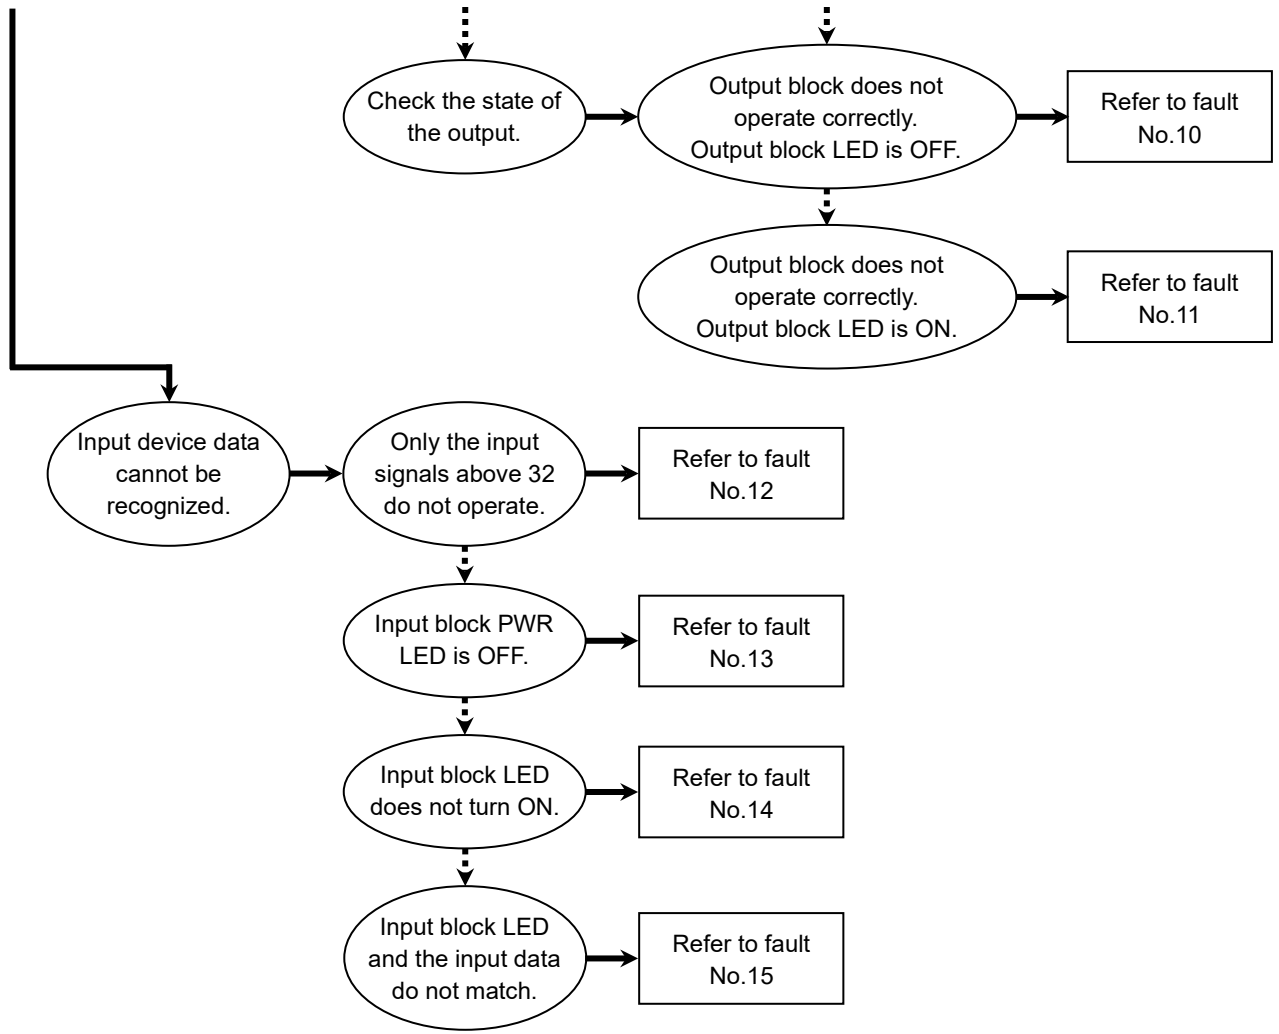 Check the state of
the output.
Output block does not
operate correctly.
Output block LED is OFF.
Refer to fault
No.10
Output block does not
operate correctly.
Output block LED is ON.
Refer to fault
No.11
Input device data
cannot be
recognized.
Only the input
signals above 32
do not operate.
Refer to fault
No.12
Input block PWR
LED is OFF.
Refer to fault
No.13
Input block LED
does not turn ON.
Refer to fault
No.14
Input block LED
and the input data
do not match.
Refer to fault
No.15